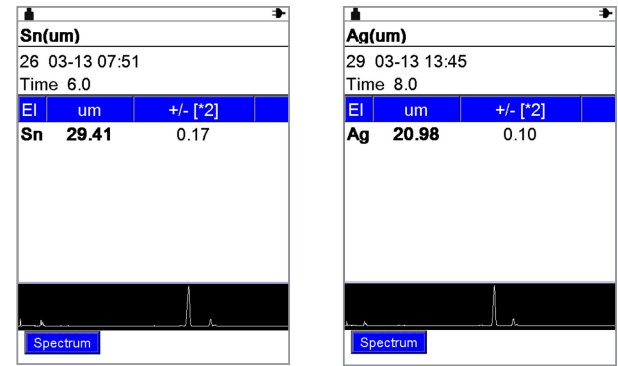 Sn(um)
26 03-13 07:51
Time 6.0
El um +/- [*2]
Sn 29.41 0.17
Spectrum
Ag(um)
29 03-13 13:45
Time 8.0
El um +/- [*2]
Ag 20.98 0.10
Spectrum